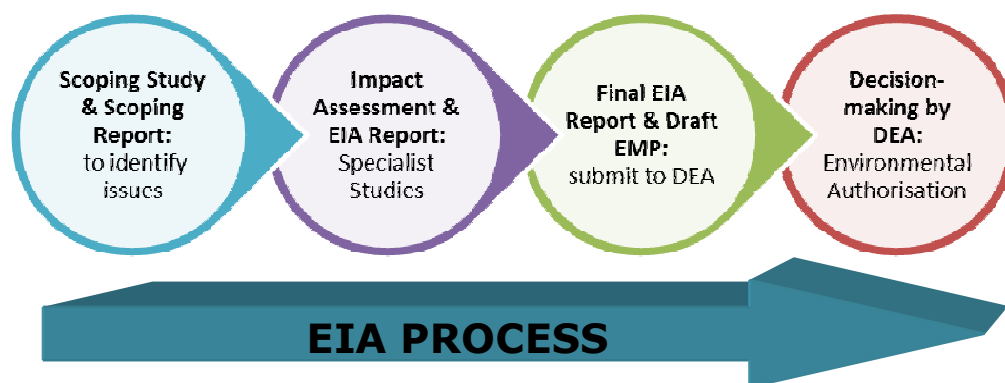 Scoping Study
& Scoping
Report:
to identify
issues
Impact
Assessment &
EIA Report:
Specialist
Studies
Final EIA
Report & Draft
EMP:
submit to DEA
Decision-
making by
DEA:
Environmental
Authorisation
EIA PROCESS